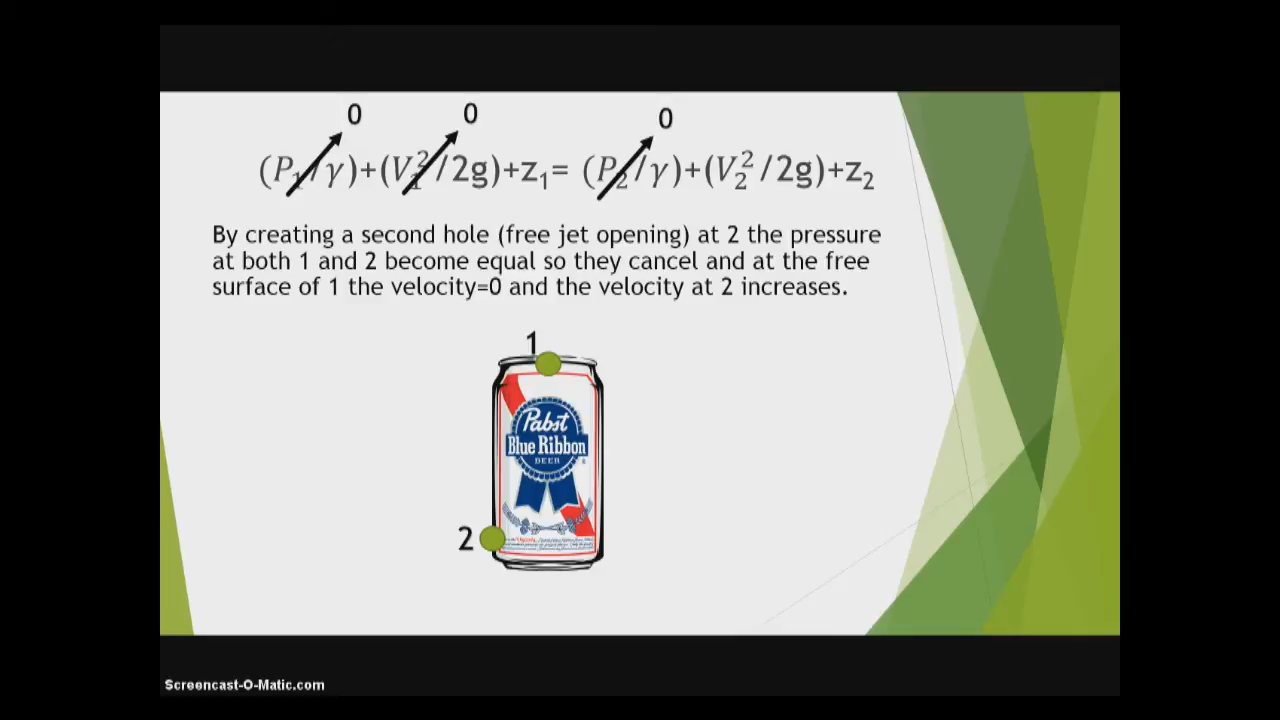 0 0 0
(P₁/γ)+(V₁²/2g)+z₁= (P₂/γ)+(V₂²/2g)+z₂
By creating a second hole (free jet opening) at 2 the pressure
at both 1 and 2 become equal so they cancel and at the free
surface of 1 the velocity=0 and the velocity at 2 increases.
1
Pabst
Blue Ribbon
BEER
2
Screencast-O-Matic.com